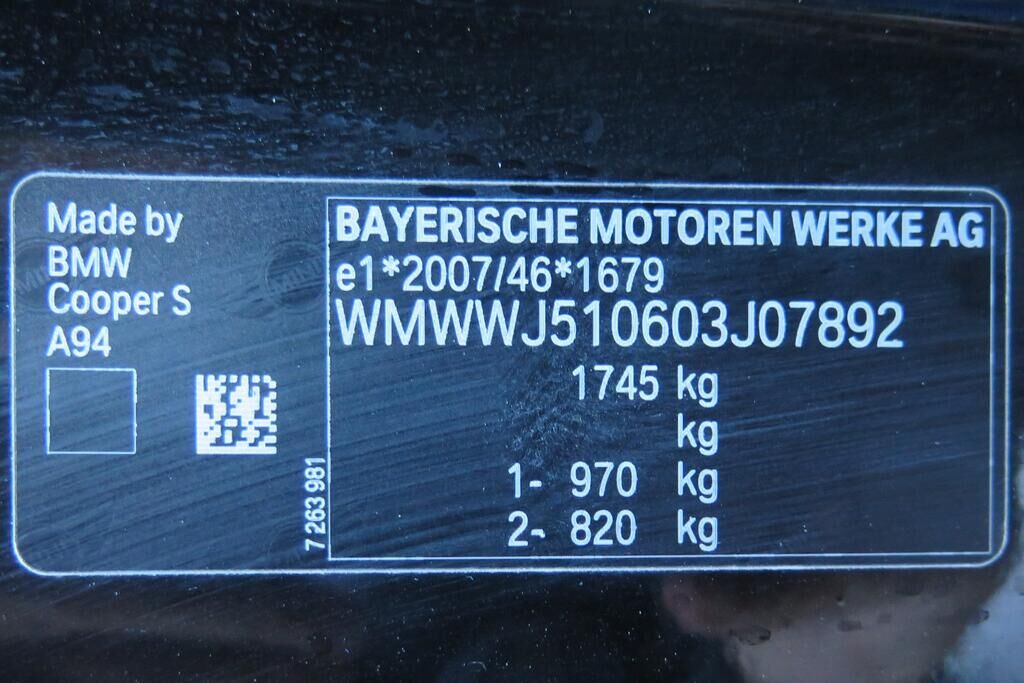 Made by
BMW
Cooper S
A94
7 263 981
BAYERISCHE MOTOREN WERKE AG
e1*2007/46*1679
WMWWJ510603J07892
1745 kg
kg
1- 970 kg
2- 820 kg